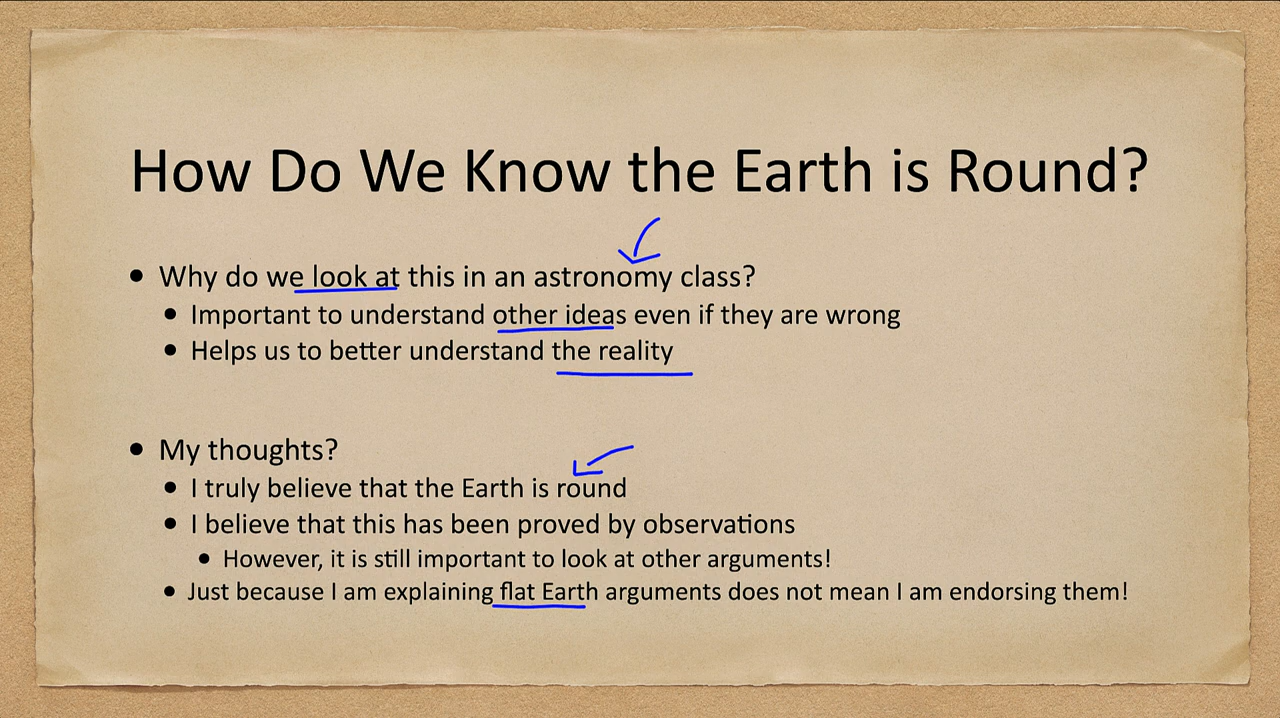 How Do We Know the Earth is Round?
• Why do we look at this in an astronomy class?
• Important to understand other ideas even if they are wrong
• Helps us to better understand the reality
• My thoughts?
• I truly believe that the Earth is round
• I believe that this has been proved by observations
• However, it is still important to look at other arguments!
• Just because I am explaining flat Earth arguments does not mean I am endorsing them!